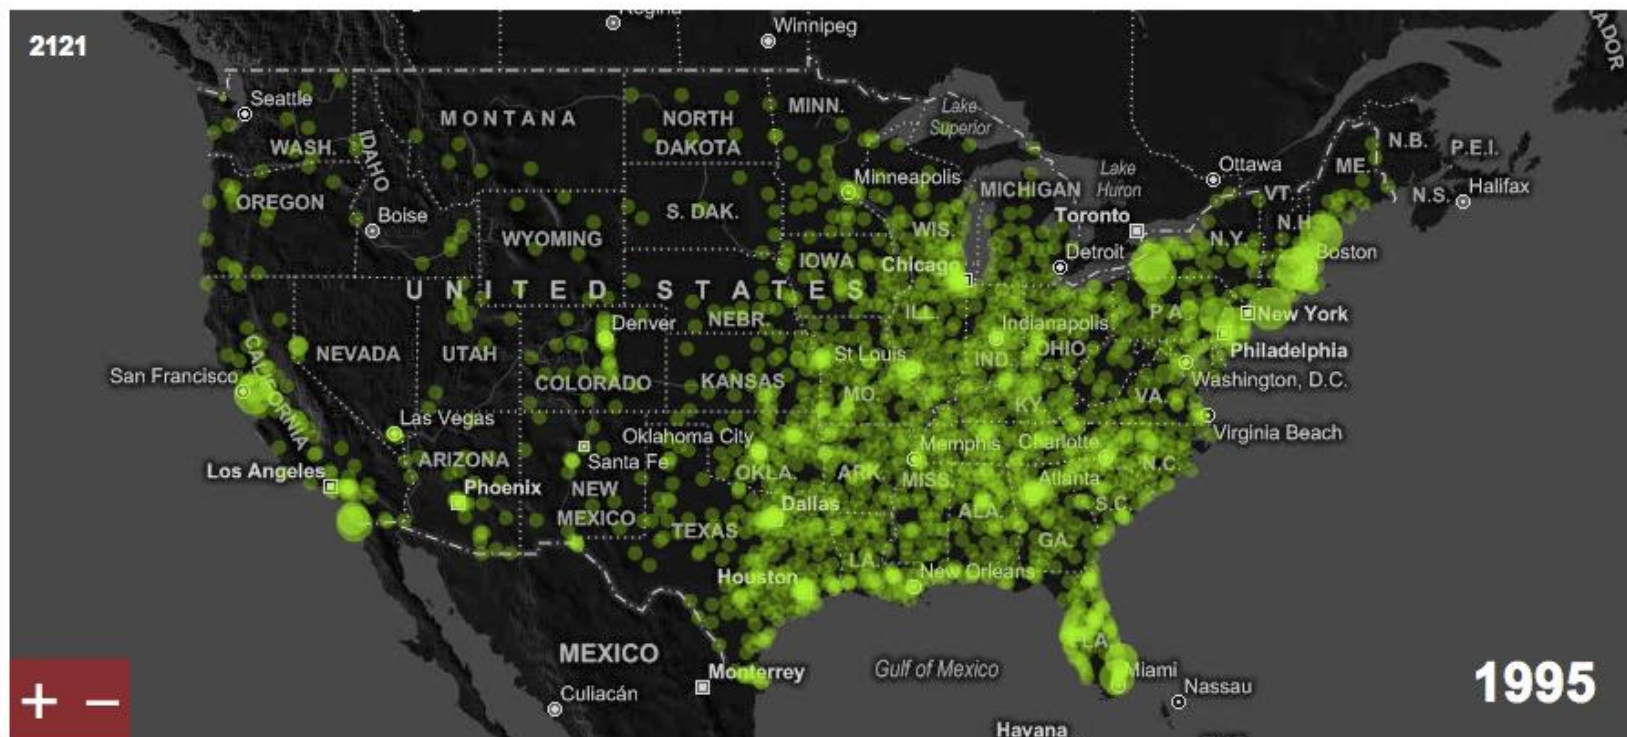 Regina
Winnipeg
2121
LABRADOR
Seattle
MONTANA
NORTH
DAKOTA
MINN.
Lake
Superior
WASH.
IDAHO
N.B.
P.E.I.
Lake
Huron
Ottawa
ME.
Minneapolis
MICHIGAN
VT.
N.S.
Halifax
OREGON
Boise
S. DAK.
WIS.
Toronto
N.H.
WYOMING
N.Y.
IOWA
Chicago
Detroit
Boston
UNITED STATES
NEBR.
ILL.
Indianapolis
PA.
New York
Denver
NEVADA
UTAH
St Louis
IND.
OHIO
Philadelphia
CALIFORNIA
San Francisco
COLORADO
KANSAS
MO.
Washington, D.C.
VA.
KY.
Las Vegas
Oklahoma City
Memphis
Charlotte
Virginia Beach
ARIZONA
Santa Fe
Los Angeles
OKLA.
ARK.
MISS.
N.C.
Phoenix
NEW
MEXICO
Atlanta
Dallas
ALA.
S.C.
TEXAS
GA.
LA.
Houston
New Orleans
FLA.
MEXICO
Monterrey
Gulf of Mexico
Miami
Nassau
Culiacán
1995
Havana
+ −